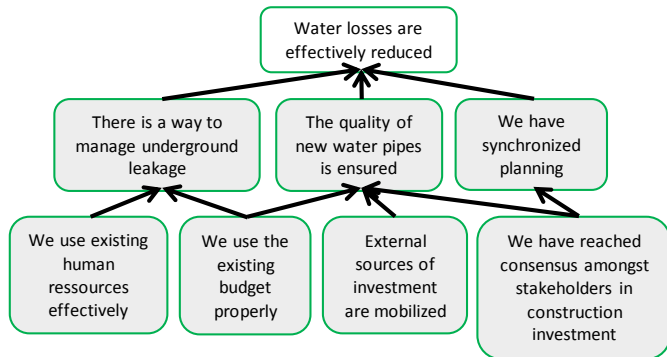 Water losses are
effectively reduced
There is a way to
manage underground
leakage
The quality of
new water pipes
is ensured
We have
synchronized
planning
We use existing
human
ressources
effectively
We use the
existing
budget
properly
External
sources of
investment
are mobilized
We have reached
consensus amongst
stakeholders in
construction
investment